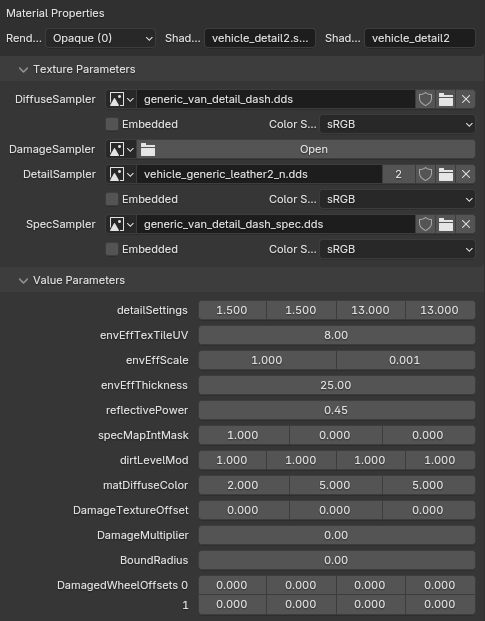 Material Properties
Rend... Opaque (0) Shad... vehicle_detail2.s... Shad... vehicle_detail2
Texture Parameters
DiffuseSampler generic_van_detail_dash.dds
Embedded Color S... sRGB
DamageSampler Open
DetailSampler vehicle_generic_leather2_n.dds 2
Embedded Color S... sRGB
SpecSampler generic_van_detail_dash_spec.dds
Embedded Color S... sRGB
Value Parameters
detailSettings 1.500 1.500 13.000 13.000
envEffTexTileUV 8.00
envEffScale 1.000 0.001
envEffThickness 25.00
reflectivePower 0.45
specMapIntMask 1.000 0.000 0.000
dirtLevelMod 1.000 1.000 1.000 1.000
matDiffuseColor 2.000 5.000 5.000
DamageTextureOffset 0.000 0.000 0.000
DamageMultiplier 0.00
BoundRadius 0.00
DamagedWheelOffsets 0 0.000 0.000 0.000 0.000
1 0.000 0.000 0.000 0.000